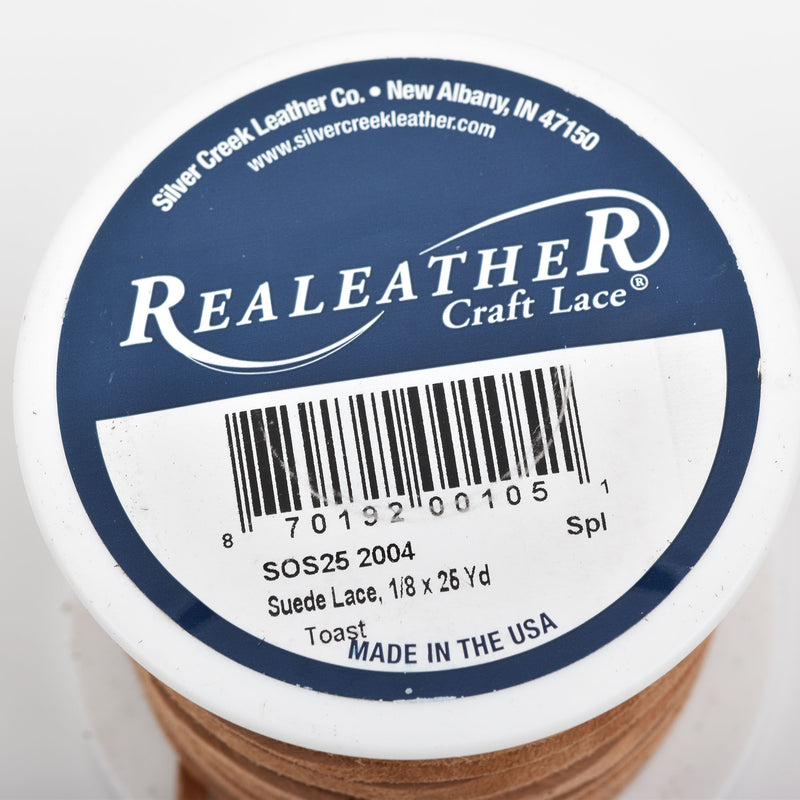 Silver Creek Leather Co. • New Albany, IN 47150
www.silvercreekleather.com
REALEATHER
Craft Lace®
8 70192 00105 1
SOS25 2004 Spl
Suede Lace, 1/8 x 25 Yd
Toast
MADE IN THE USA